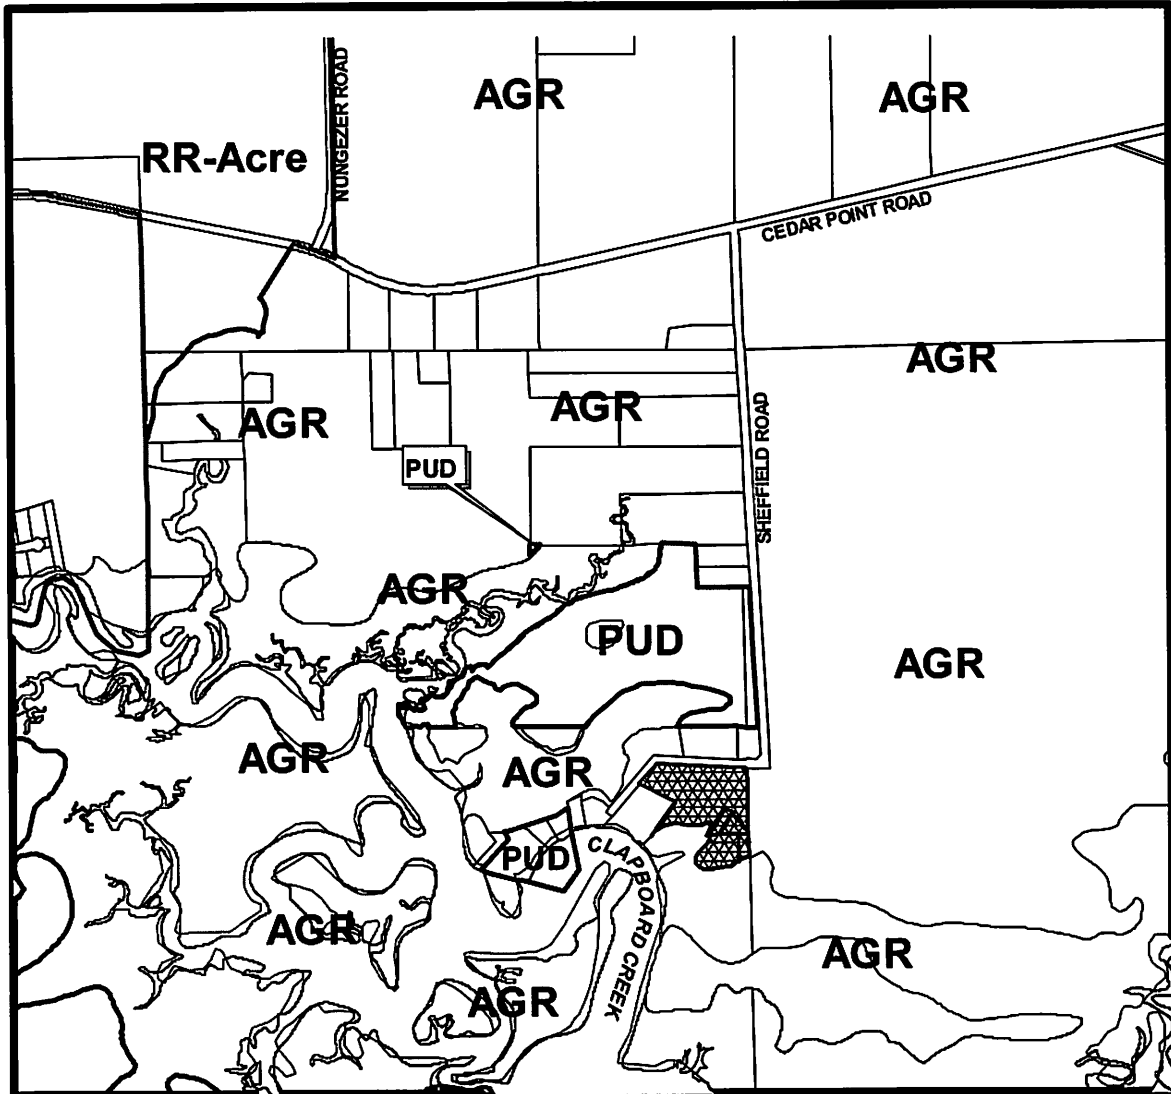 AGR
AGR
NUNGEZER ROAD
RR-Acre
CEDAR POINT ROAD
AGR
AGR
AGR
SHEFFIELD ROAD
PUD
AGR
PUD
AGR
AGR
AGR
PUD
CLAPBOARD CREEK
AGR
AGR
AGR